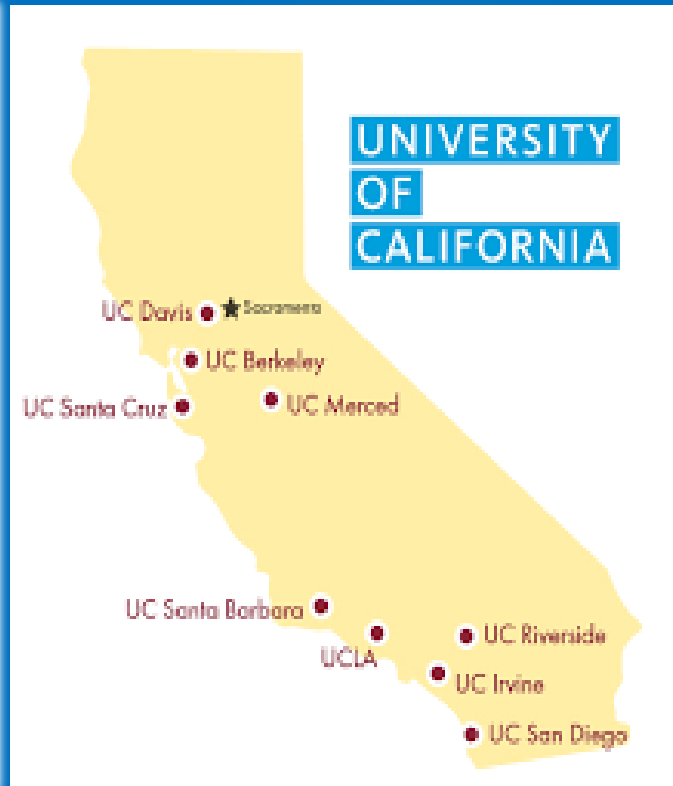 UNIVERSITY
OF
CALIFORNIA
UC Davis
Sacramento
UC Berkeley
UC Santa Cruz
UC Merced
UC Santa Barbara
UCLA
UC Riverside
UC Irvine
UC San Diego